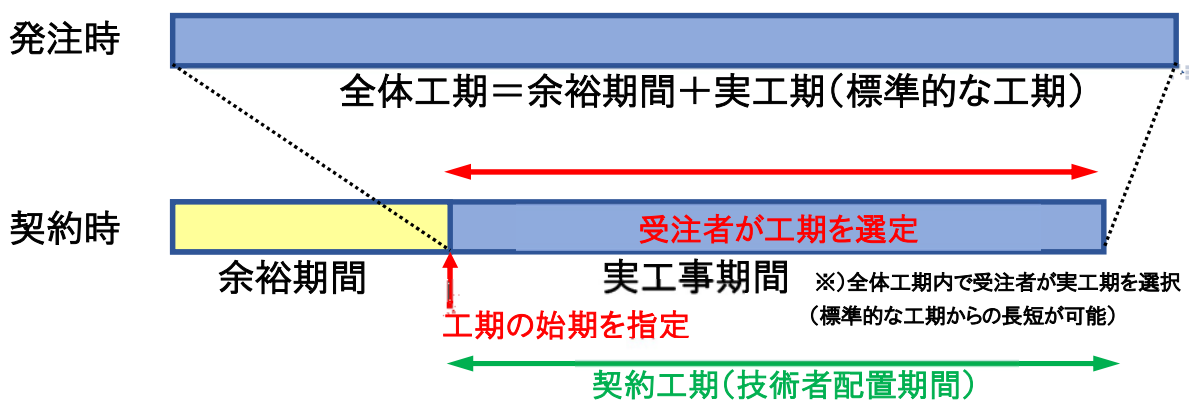 発注時
全体工期＝余裕期間＋実工期（標準的な工期）
契約時
受注者が工期を選定
余裕期間
実工事期間
※）全体工期内で受注者が実工期を選択
（標準的な工期からの長短が可能）
工期の始期を指定
契約工期（技術者配置期間）